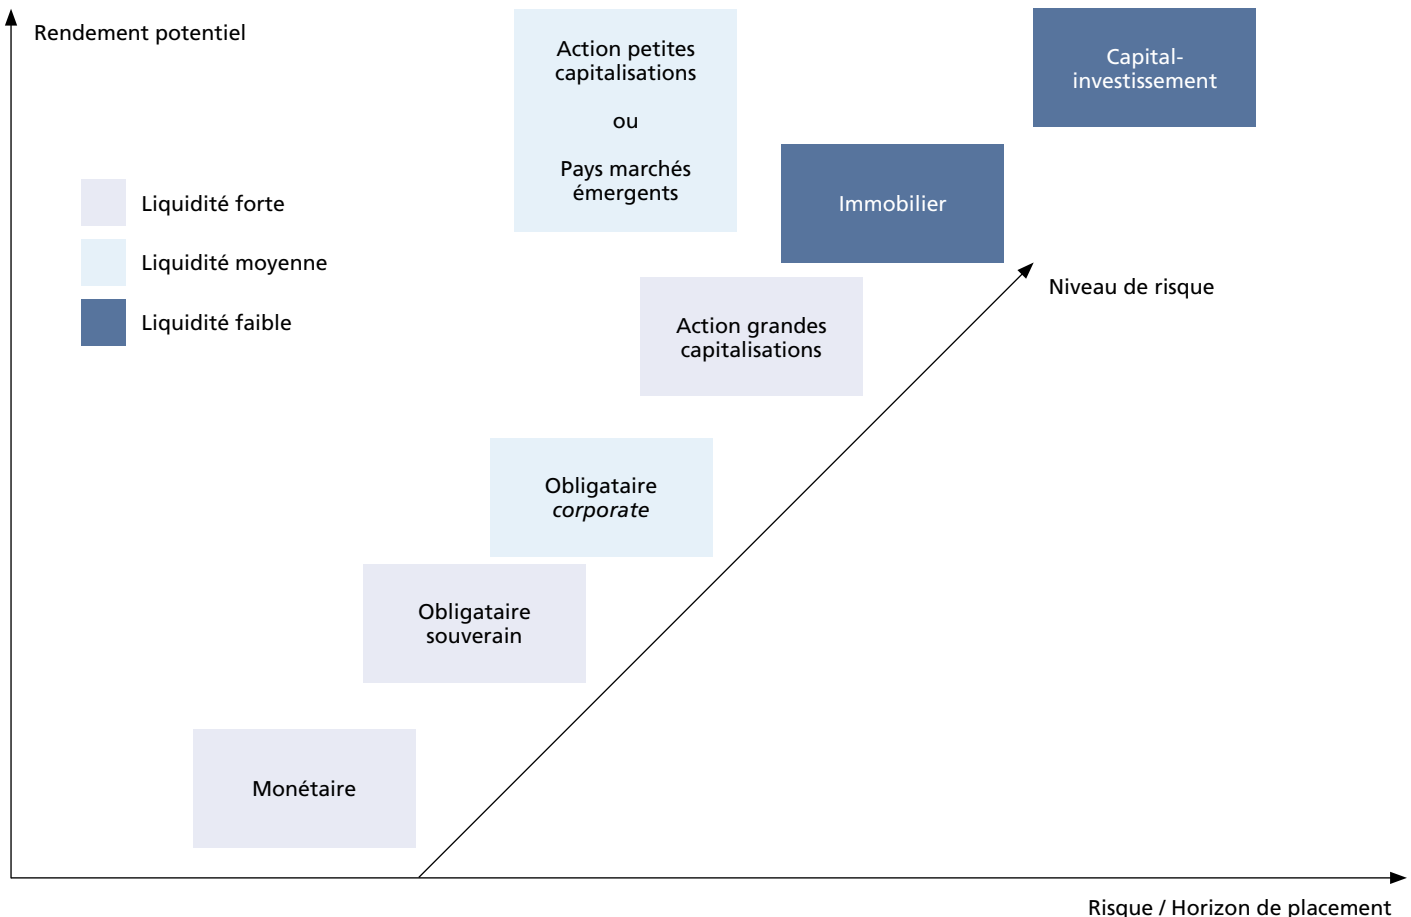 Rendement potentiel
Action petites
capitalisations
ou
Pays marchés
émergents
Capital-
investissement
Immobilier
Liquidité forte
Liquidité moyenne
Liquidité faible
Niveau de risque
Action grandes
capitalisations
Obligataire
corporate
Obligataire
souverain
Monétaire
Risque / Horizon de placement